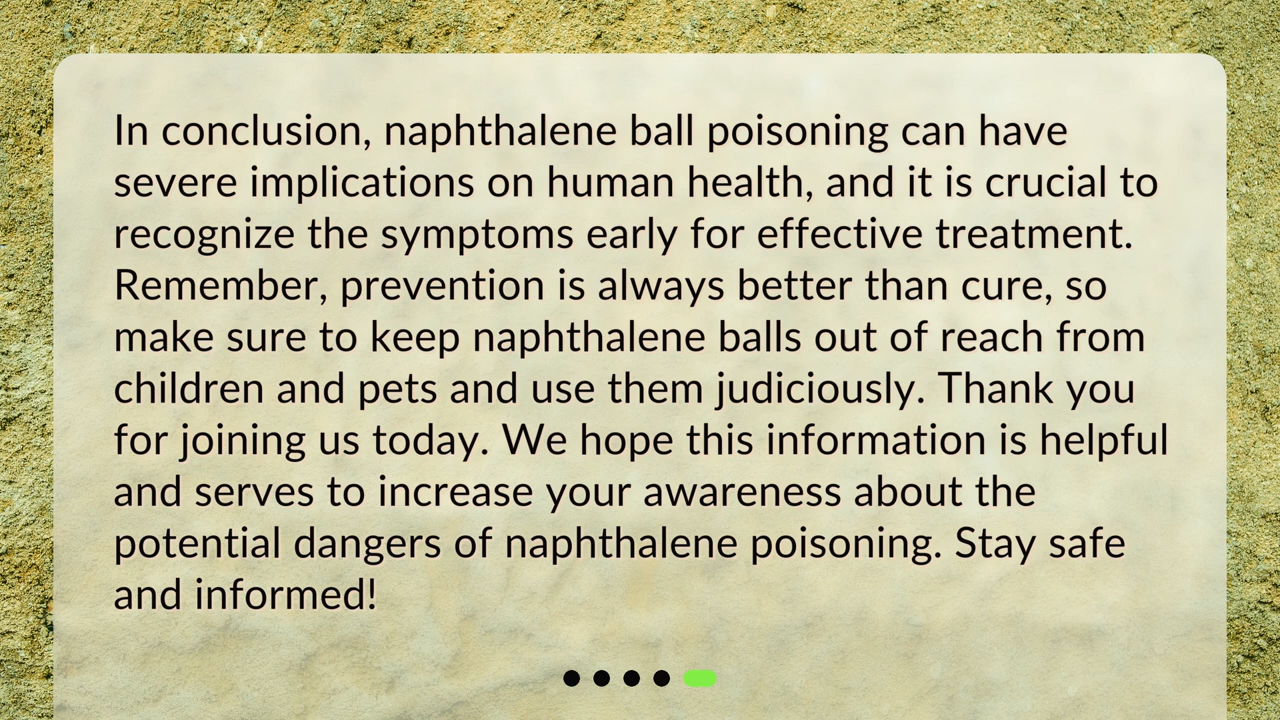 In conclusion, naphthalene ball poisoning can have
severe implications on human health, and it is crucial to
recognize the symptoms early for effective treatment.
Remember, prevention is always better than cure, so
make sure to keep naphthalene balls out of reach from
children and pets and use them judiciously. Thank you
for joining us today. We hope this information is helpful
and serves to increase your awareness about the
potential dangers of naphthalene poisoning. Stay safe
and informed!